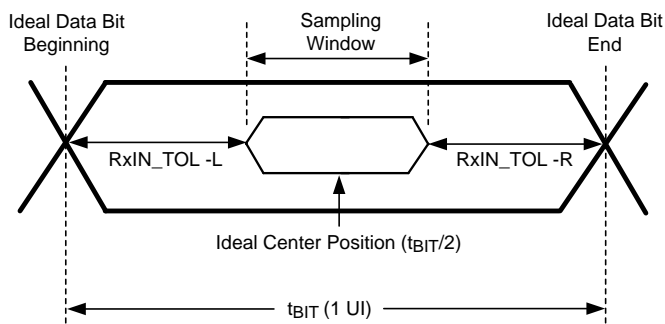 Ideal Data Bit
Beginning
Sampling
Window
Ideal Data Bit
End
RxIN_TOL -L
RxIN_TOL -R
Ideal Center Position (tBIT/2)
tBIT (1 UI)